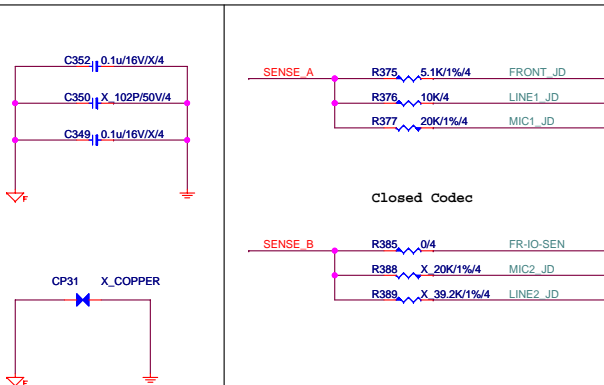 C352 0.1u/16V/X/4
C350 X_102P/50V/4
C349 0.1u/16V/X/4
F
CP31 X_COPPER
F
SENSE_A R375 5.1K/1%/4 FRONT_JD
R376 10K/4 LINE1_JD
R377 20K/1%/4 MIC1_JD
Closed Codec
SENSE_B R385 0/4 FR-IO-SEN
R388 X_20K/1%/4 MIC2_JD
R389 X_39.2K/1%/4 LINE2_JD